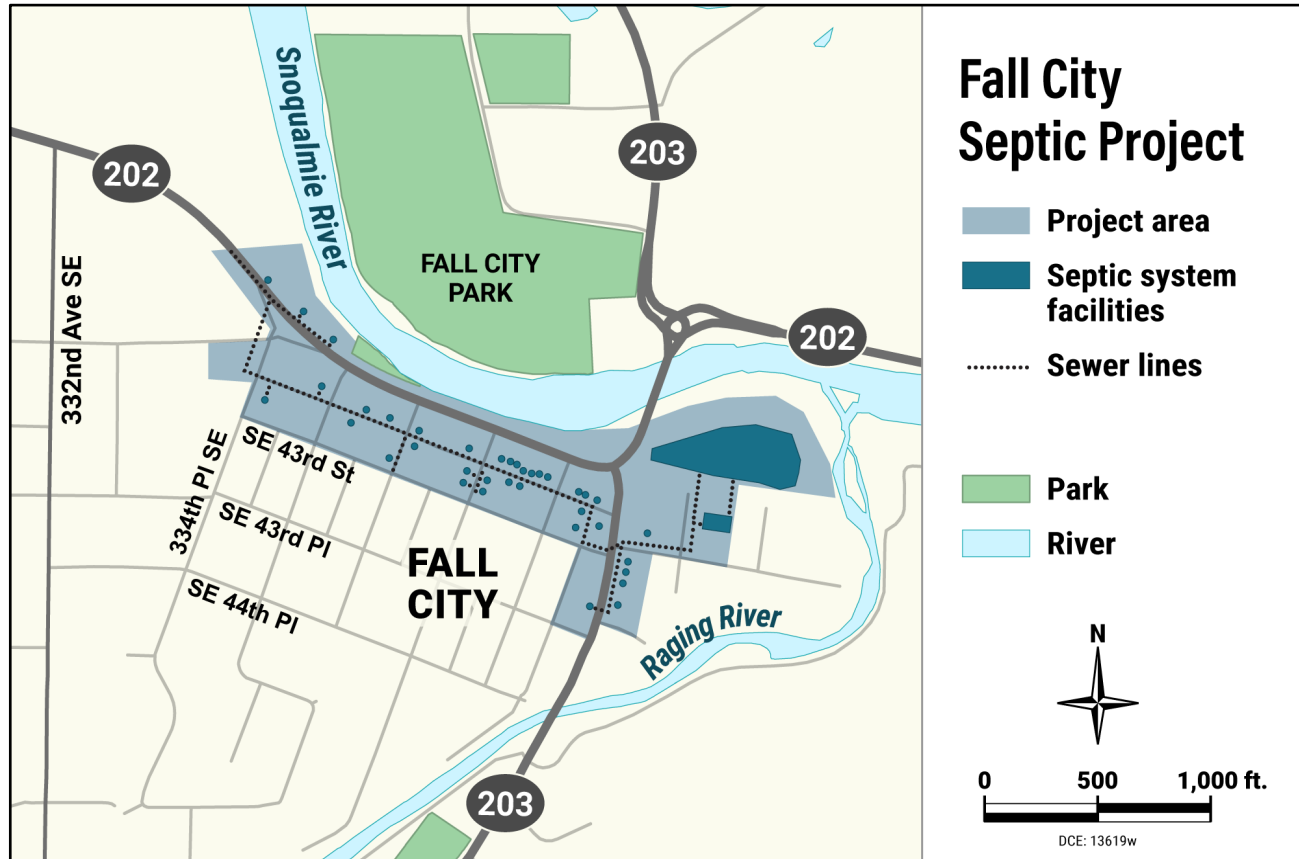 Fall City
Septic Project
Project area
Septic system
facilities
Sewer lines
Park
River
N
0 500 1,000 ft.
DCE: 13619w
Snoqualmie River
203
202
FALL CITY
PARK
332nd Ave SE
202
SE 43rd St
334th Pl SE
SE 43rd Pl
FALL
CITY
SE 44th Pl
Raging River
203